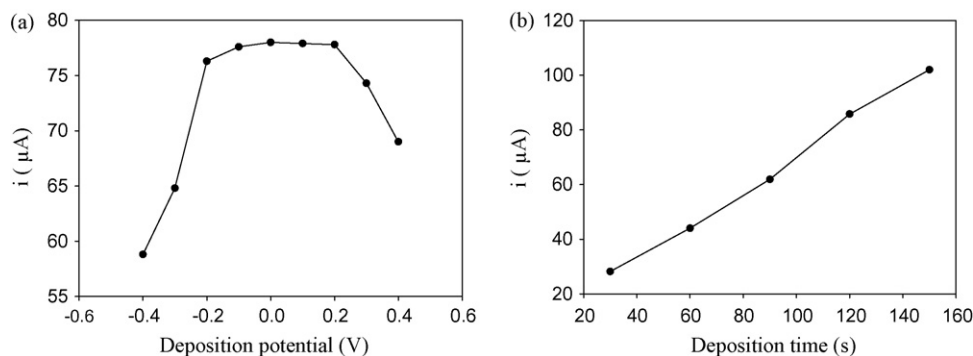 (a)
80
75
70
65
60
55
i ( µA)
-0.6 -0.4 -0.2 0.0 0.2 0.4 0.6
Deposition potential (V)
(b)
120
100
80
60
40
20
i ( µA)
20 40 60 80 100 120 140 160
Deposition time (s)